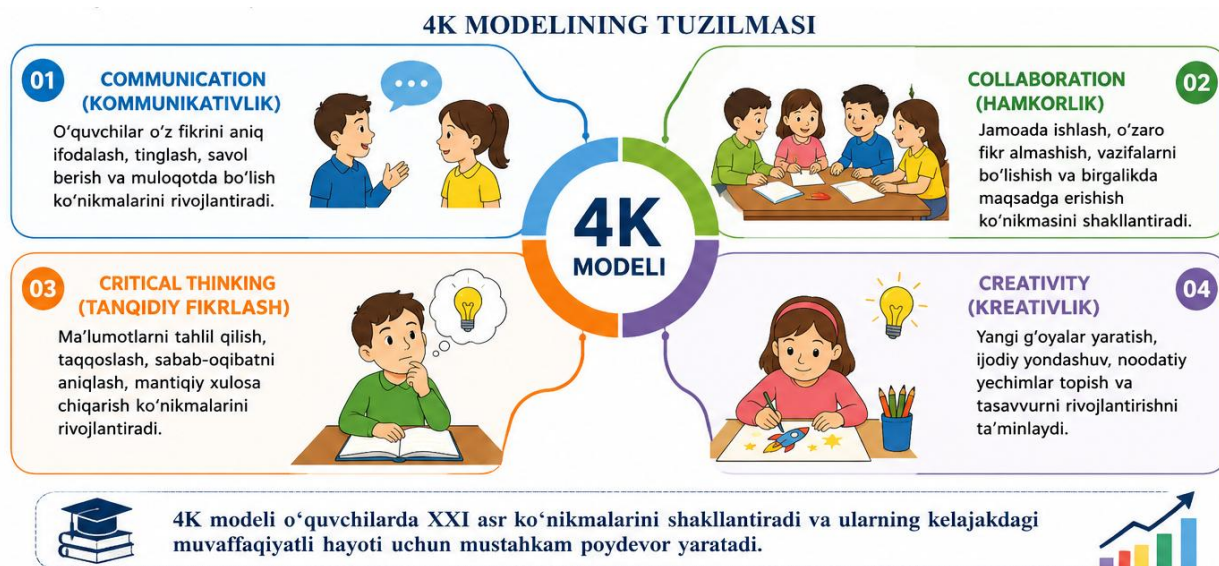 4K MODELINING TUZILMASI
01
COMMUNICATION
(KOMMUNIKATIVLIK)
O‘quvchilar o‘z fikrini aniq
ifodalash, tinglash, savol
berish va muloqotda bo‘lish
ko‘nikmalarini rivojlantiradi.
COLLABORATION
(HAMKORLIK)
02
Jamoada ishlash, o‘zaro
fikr almashish, vazifalarni
bo‘lishish va birgalikda
maqsadga erishish
ko‘nikmasini shakllantiradi.
4K
MODELI
03
CRITICAL THINKING
(TANQIDIY FIKRLASH)
Ma’lumotlarni tahlil qilish,
taqqoslash, sabab-oqibatni
aniqlash, mantiqiy xulosa
chiqarish ko‘nikmalarini
rivojlantiradi.
CREATIVITY
(KREATIVLIK)
04
Yangi g‘oyalar yaratish,
ijodiy yondashuv, noodatiy
yechimlar topish va
tasavvurni rivojlantirishni
ta’minlaydi.
4K modeli o‘quvchilarda XXI asr ko‘nikmalarini shakllantiradi va ularning kelajakdagi
muvaffaqiyatli hayoti uchun mustahkam poydevor yaratadi.